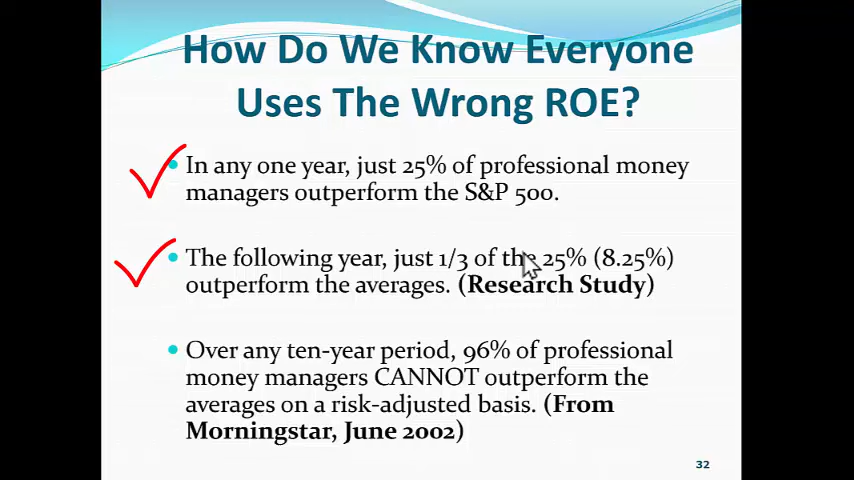 How Do We Know Everyone
Uses The Wrong ROE?
• In any one year, just 25% of professional money
managers outperform the S&P 500.
• The following year, just 1/3 of the 25% (8.25%)
outperform the averages. (Research Study)
• Over any ten-year period, 96% of professional
money managers CANNOT outperform the
averages on a risk-adjusted basis. (From
Morningstar, June 2002)
32